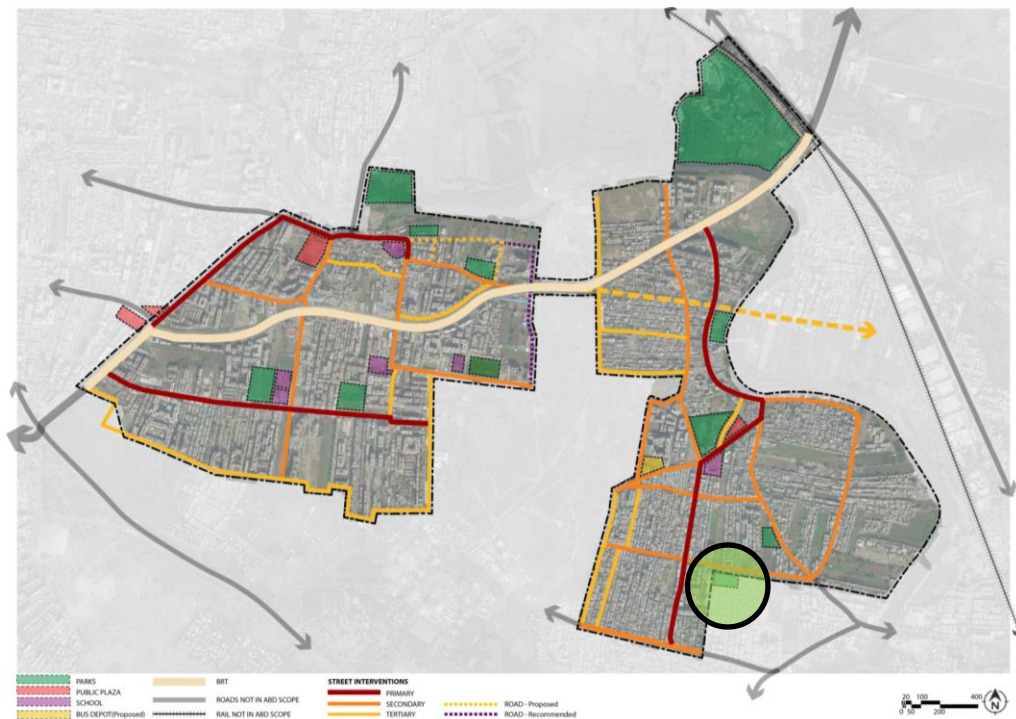 PARKS
PUBLIC PLAZA
SCHOOL
BUS DEPOT(Proposed)
BRT
ROADS NOT IN ABD SCOPE
RAIL NOT IN ABD SCOPE
STREET INTERVENTIONS
PRIMARY
SECONDARY
TERTIARY
ROAD - Proposed
ROAD - Recommended
20 100 400
0 50 200
N